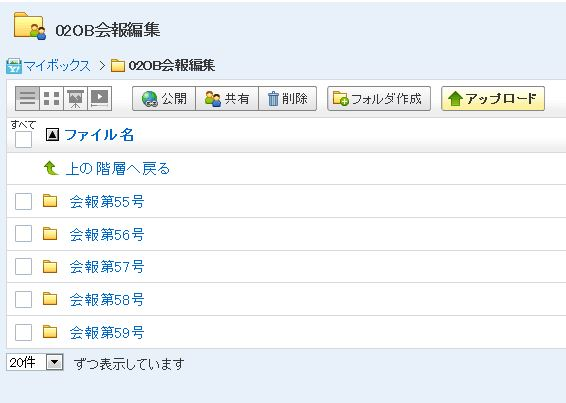 02OB会報編集
マイボックス > 02OB会報編集
公開 共有 削除 フォルダ作成 アップロード
すべて
ファイル名
上の階層へ戻る
会報第55号
会報第56号
会報第57号
会報第58号
会報第59号
20件 ずつ表示しています